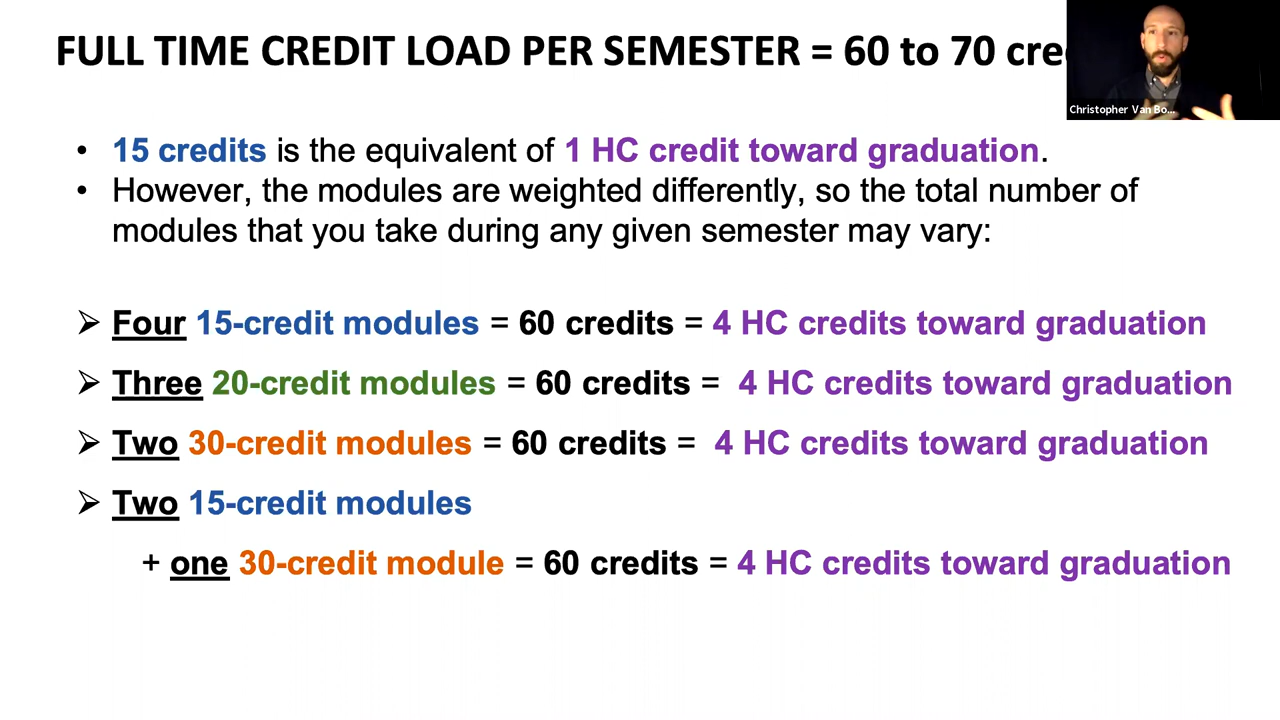 FULL TIME CREDIT LOAD PER SEMESTER = 60 to 70
Christopher Van Bo...
• 15 credits is the equivalent of 1 HC credit toward graduation.
• However, the modules are weighted differently, so the total number of
modules that you take during any given semester may vary:
➢ Four 15-credit modules = 60 credits = 4 HC credits toward graduation
➢ Three 20-credit modules = 60 credits = 4 HC credits toward graduation
➢ Two 30-credit modules = 60 credits = 4 HC credits toward graduation
➢ Two 15-credit modules
+ one 30-credit module = 60 credits = 4 HC credits toward graduation